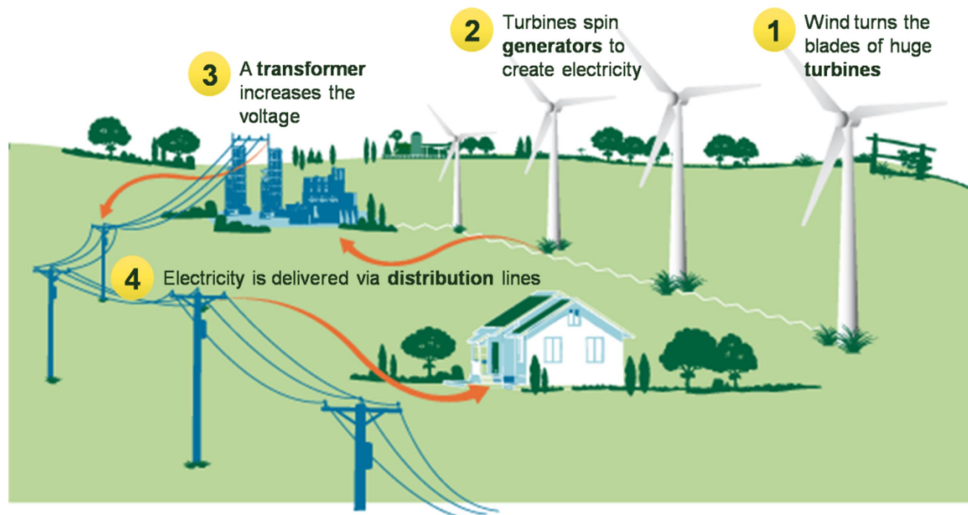 1
Wind turns the
blades of huge
turbines
2
Turbines spin
generators to
create electricity
3
A transformer
increases the
voltage
4
Electricity is delivered via distribution lines